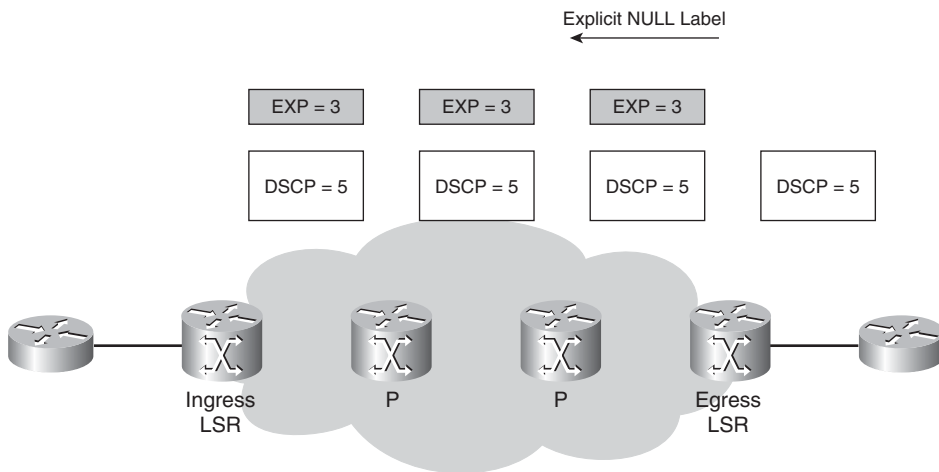 Explicit NULL Label
EXP = 3
EXP = 3
EXP = 3
DSCP = 5
DSCP = 5
DSCP = 5
DSCP = 5
Ingress
LSR
P
P
Egress
LSR